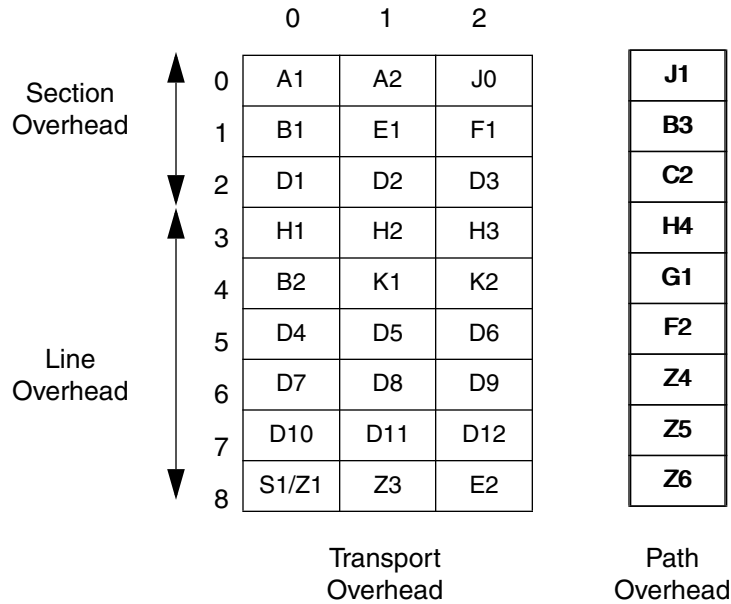 0 1 2
0 A1 A2 J0 J1
Section
Overhead
1 B1 E1 F1 B3
2 D1 D2 D3 C2
3 H1 H2 H3 H4
4 B2 K1 K2 G1
5 D4 D5 D6 F2
Line
Overhead
6 D7 D8 D9 Z4
7 D10 D11 D12 Z5
8 S1/Z1 Z3 E2 Z6
Transport
Overhead
Path
Overhead